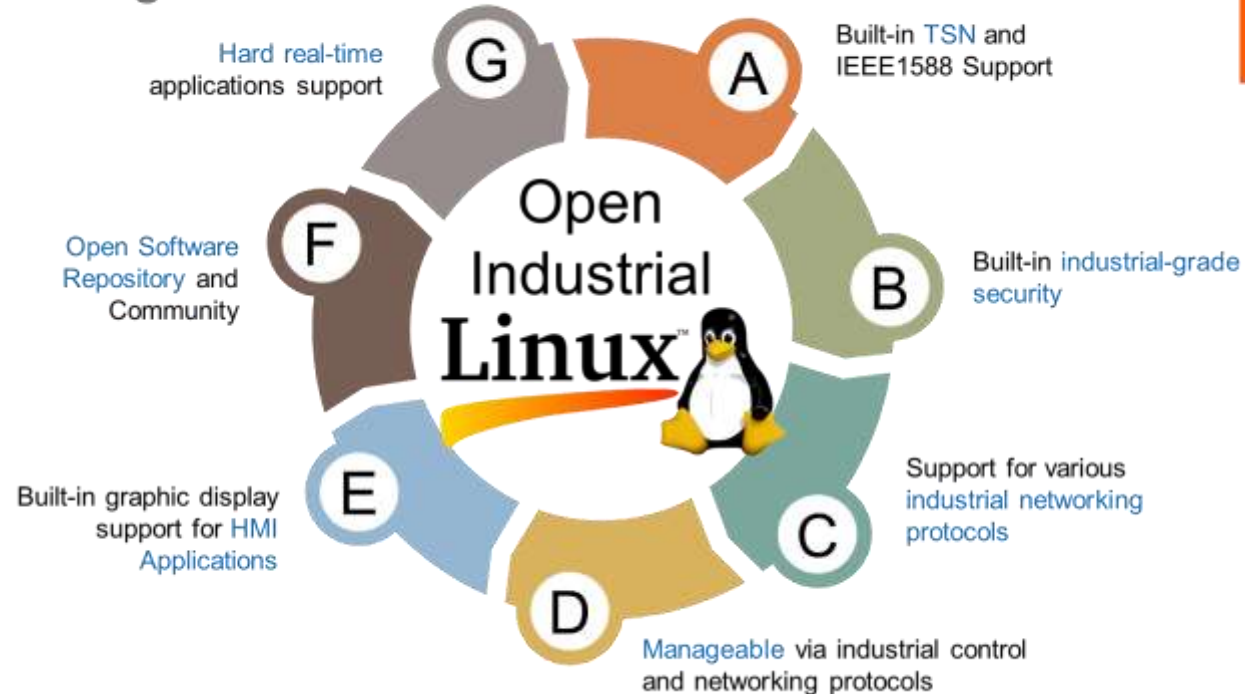 G
Hard real-time
applications support
A
Built-in TSN and
IEEE1588 Support
F
Open Software
Repository and
Community
Open
Industrial
Linux™
B
Built-in industrial-grade
security
E
Built-in graphic display
support for HMI
Applications
C
Support for various
industrial networking
protocols
D
Manageable via industrial control
and networking protocols